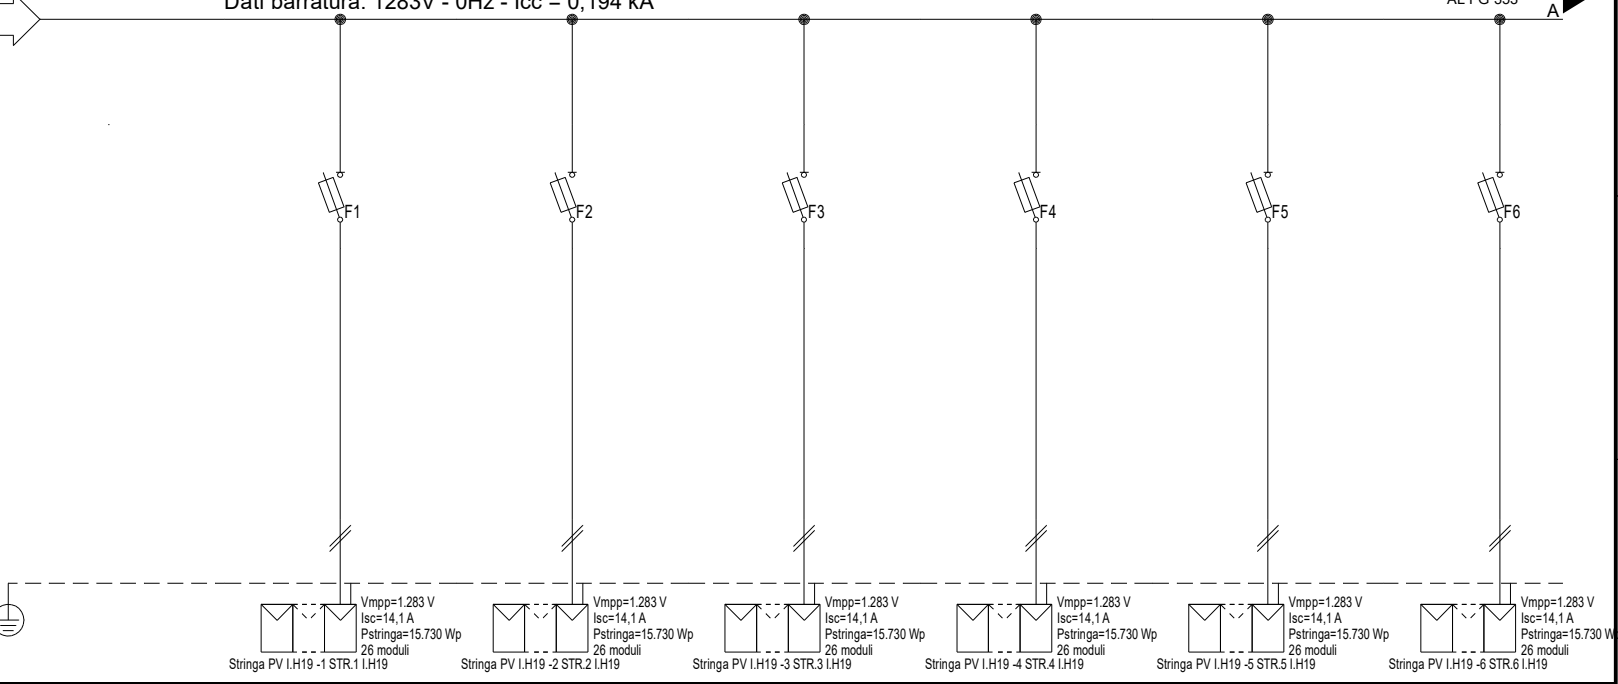 Dati barratura: 1283V - 0Hz - Icc = 0,194 kA
A
F1
F2
F3
F4
F5
F6
Vmpp=1.283 V
Isc=14,1 A
Pstringa=15.730 Wp
26 moduli
Stringa PV I.H19 -1 STR.1 I.H19
Vmpp=1.283 V
Isc=14,1 A
Pstringa=15.730 Wp
26 moduli
Stringa PV I.H19 -2 STR.2 I.H19
Vmpp=1.283 V
Isc=14,1 A
Pstringa=15.730 Wp
26 moduli
Stringa PV I.H19 -3 STR.3 I.H19
Vmpp=1.283 V
Isc=14,1 A
Pstringa=15.730 Wp
26 moduli
Stringa PV I.H19 -4 STR.4 I.H19
Vmpp=1.283 V
Isc=14,1 A
Pstringa=15.730 Wp
26 moduli
Stringa PV I.H19 -5 STR.5 I.H19
Vmpp=1.283 V
Isc=14,1 A
Pstringa=15.730 W
26 moduli
Stringa PV I.H19 -6 STR.6 I.H19